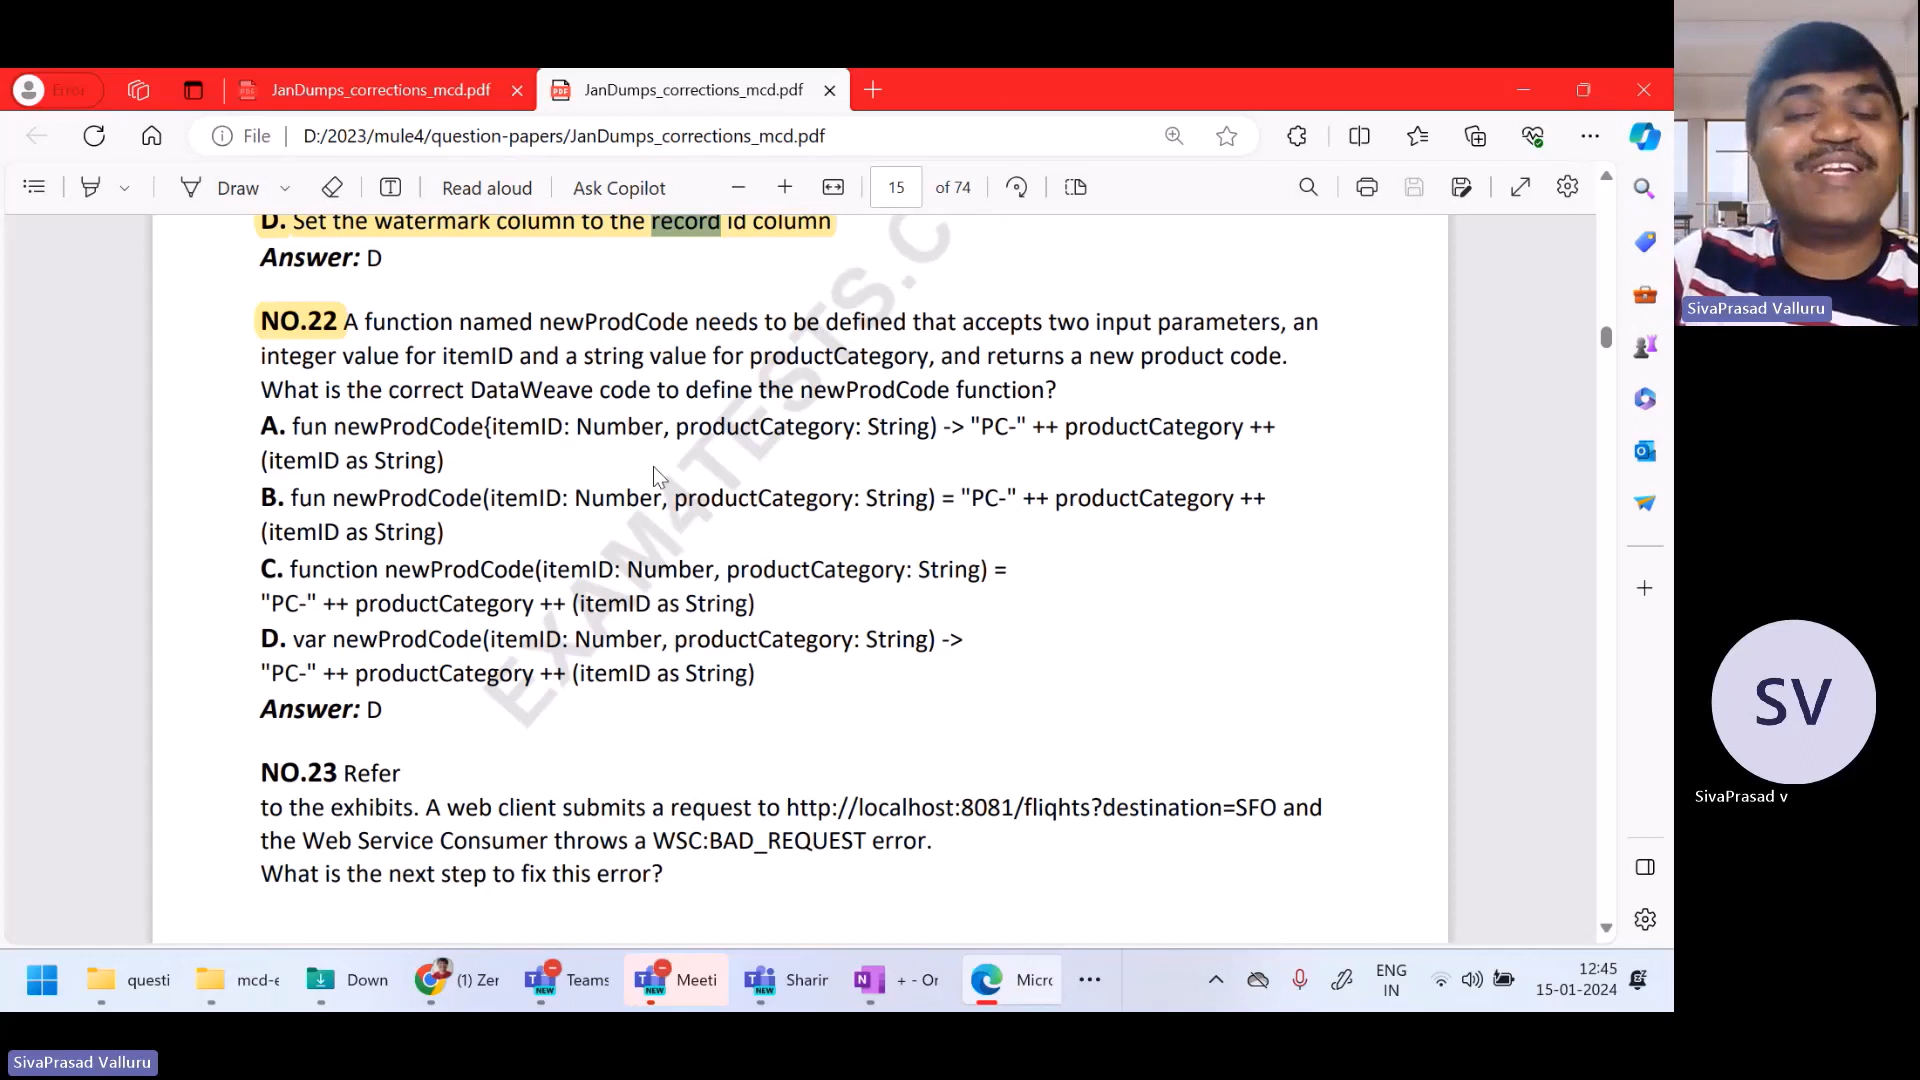 Error
JanDumps_corrections_mcd.pdf
JanDumps_corrections_mcd.pdf
File
D:/2023/mule4/question-papers/JanDumps_corrections_mcd.pdf
Draw
Read aloud
Ask Copilot
15
of 74
D. Set the watermark column to the record id column
Answer: D
NO.22 A function named newProdCode needs to be defined that accepts two input parameters, an
integer value for itemID and a string value for productCategory, and returns a new product code.
What is the correct DataWeave code to define the newProdCode function?
A. fun newProdCode{itemID: Number, productCategory: String) -> "PC-" ++ productCategory ++
(itemID as String)
B. fun newProdCode(itemID: Number, productCategory: String) = "PC-" ++ productCategory ++
(itemID as String)
C. function newProdCode(itemID: Number, productCategory: String) =
"PC-" ++ productCategory ++ (itemID as String)
D. var newProdCode(itemID: Number, productCategory: String) ->
"PC-" ++ productCategory ++ (itemID as String)
Answer: D
NO.23 Refer
to the exhibits. A web client submits a request to http://localhost:8081/fliqhts?destination=SFO and
the Web Service Consumer throws a WSC:BAD_REQUEST error.
What is the next step to fix this error?
EXAM4TESTS.C
SivaPrasad Valluru
SV
SivaPrasad v
questi
mcd-e
Down
(1) Zer
NEW
Teams
NEW
Meeti
NEW
Sharir
+ - Or
Micro
ENG
IN
12:45
15-01-2024
SivaPrasad Valluru